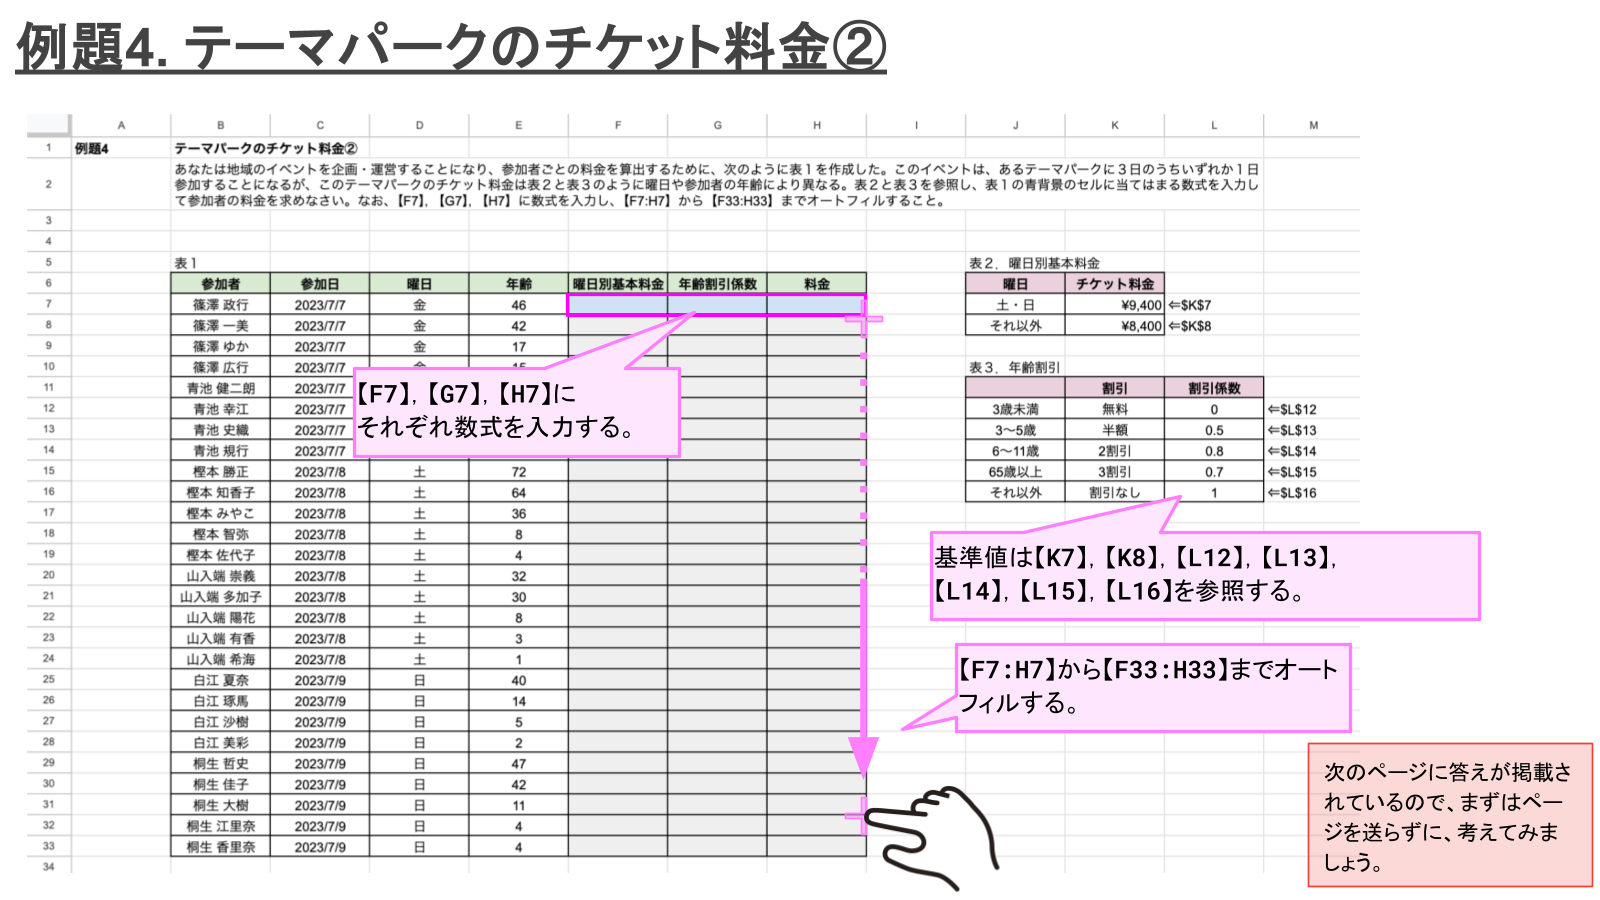 例題4. テーマパークのチケット料金②
A B C D E F G H I J K L M
1 例題4 テーマパークのチケット料金②
2 あなたは地域のイベントを企画・運営することになり、参加者ごとの料金を算出するために、次のように表１を作成した。このイベントは、あるテーマパークに３日のうちいずれか１日
参加することになるが、このテーマパークのチケット料金は表２と表３のように曜日や参加者の年齢により異なる。表２と表３を参照し、表１の青背景のセルに当てはまる数式を入力し
て参加者の料金を求めなさい。なお、【F7】, 【G7】, 【H7】に数式を入力し、【F7:H7】から【F33:H33】までオートフィルすること。
3
4
5 表１ 表２．曜日別基本料金
6 参加者 参加日 曜日 年齢 曜日別基本料金 年齢割引係数 料金 曜日 チケット料金
7 篠澤 政行 2023/7/7 金 46 土・日 ¥9,400 ⇐$K$7
8 篠澤 一美 2023/7/7 金 42 それ以外 ¥8,400 ⇐$K$8
9 篠澤 ゆか 2023/7/7 金 17
10 篠澤 広行 2023/7/7 表３．年齢割引
11 青池 健二朗 2023/7/7 割引 割引係数
12 青池 幸江 2023/7/7 3歳未満 無料 0 ⇐$L$12
13 青池 史織 2023/7/7 3〜5歳 半額 0.5 ⇐$L$13
14 青池 規行 2023/7/7 6〜11歳 2割引 0.8 ⇐$L$14
15 樫本 勝正 2023/7/8 土 72 65歳以上 3割引 0.7 ⇐$L$15
16 樫本 知香子 2023/7/8 土 64 それ以外 割引なし 1 ⇐$L$16
17 樫本 みやこ 2023/7/8 土 36
18 樫本 智弥 2023/7/8 土 8
19 樫本 佐代子 2023/7/8 土 4
20 山入端 崇義 2023/7/8 土 32
21 山入端 多加子 2023/7/8 土 30
22 山入端 陽花 2023/7/8 土 8
23 山入端 有香 2023/7/8 土 3
24 山入端 希海 2023/7/8 土 1
25 白江 夏奈 2023/7/9 日 40
26 白江 琢馬 2023/7/9 日 14
27 白江 沙樹 2023/7/9 日 5
28 白江 美彩 2023/7/9 日 2
29 桐生 哲史 2023/7/9 日 47
30 桐生 佳子 2023/7/9 日 42
31 桐生 大樹 2023/7/9 日 11
32 桐生 江里奈 2023/7/9 日 4
33 桐生 香里奈 2023/7/9 日 4
34
【F7】, 【G7】, 【H7】に
それぞれ数式を入力する。
基準値は【K7】, 【K8】, 【L12】, 【L13】,
【L14】, 【L15】, 【L16】を参照する。
【F7:H7】から【F33:H33】までオート
フィルする。
次のページに答えが掲載さ
れているので、まずはペー
ジを送らずに、考えてみま
しょう。